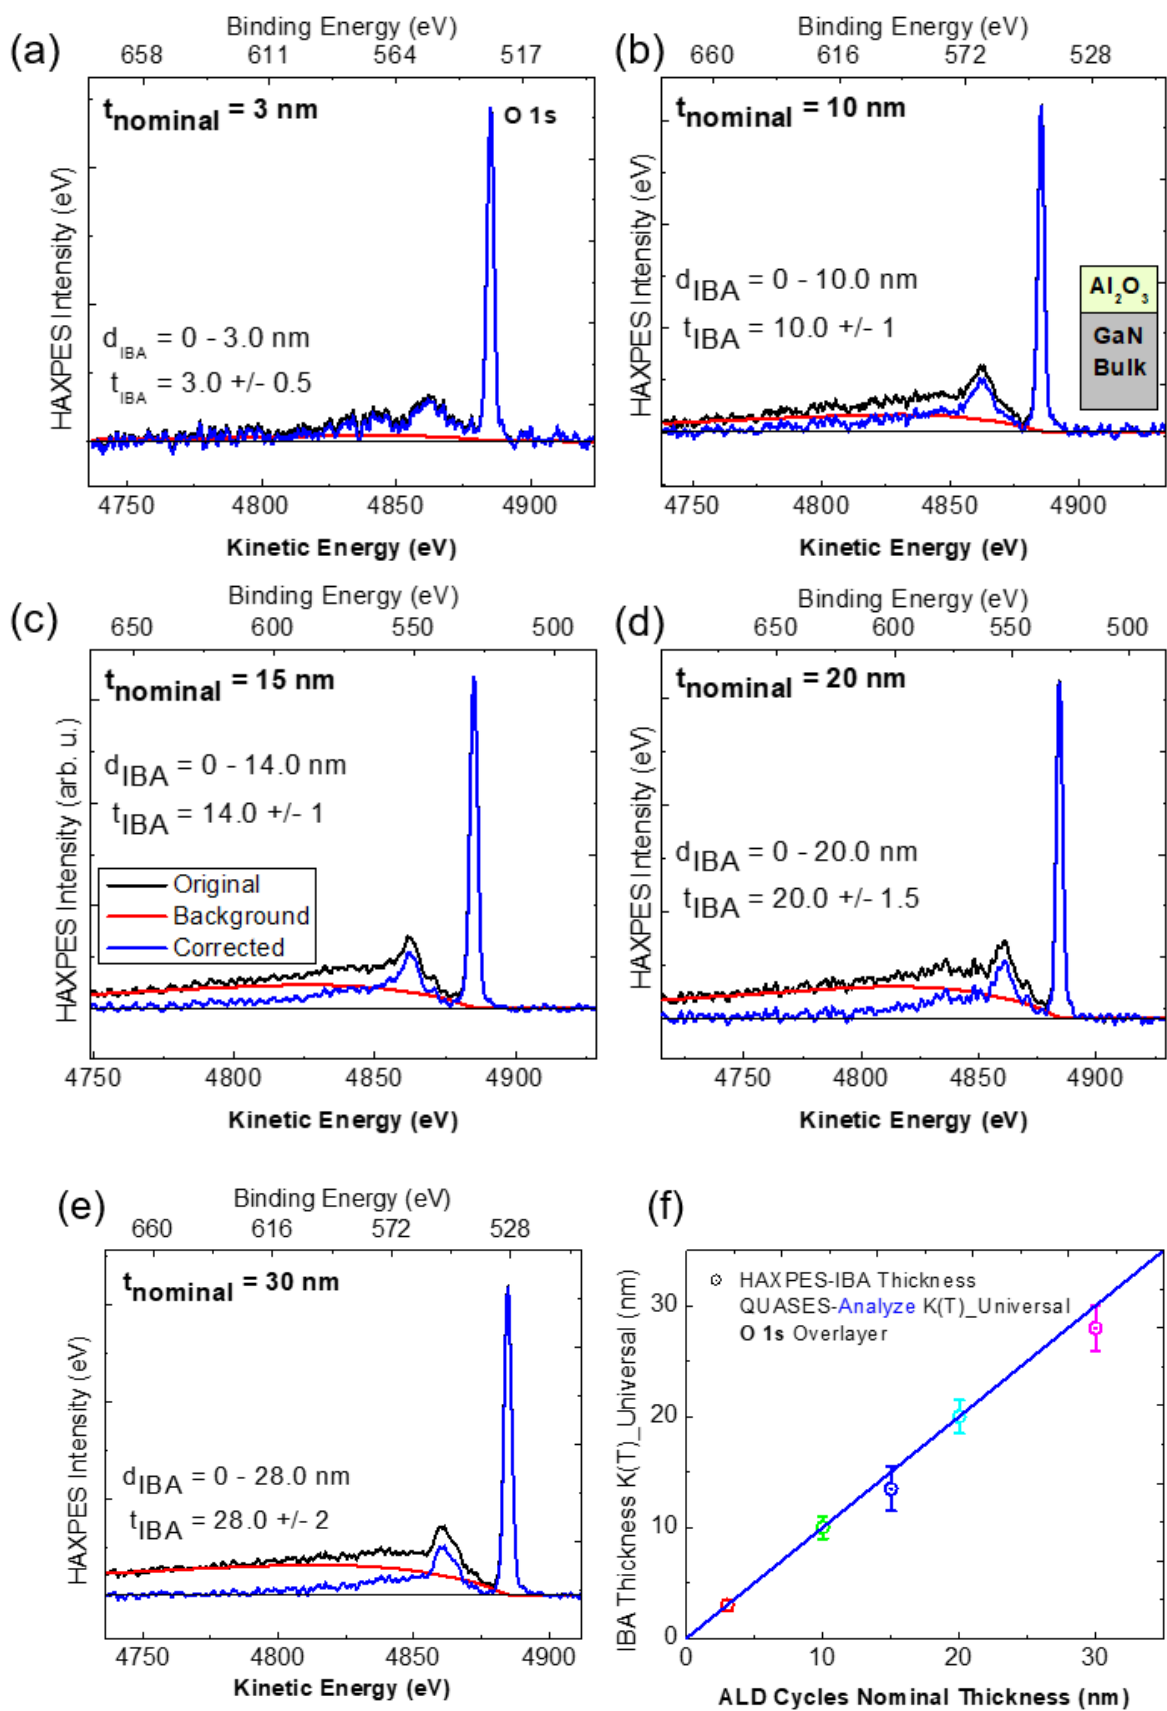 (a)
Binding Energy (eV)
658 611 564 517
t_nominal = 3 nm
O 1s
d_IBA = 0 - 3.0 nm
t_IBA = 3.0 +/- 0.5
HAXPES Intensity (eV)
4750 4800 4850 4900
Kinetic Energy (eV)
(b)
Binding Energy (eV)
660 616 572 528
t_nominal = 10 nm
d_IBA = 0 - 10.0 nm
t_IBA = 10.0 +/- 1
Al₂O₃
GaN
Bulk
HAXPES Intensity (eV)
4750 4800 4850 4900
Kinetic Energy (eV)
(c)
Binding Energy (eV)
650 600 550 500
t_nominal = 15 nm
d_IBA = 0 - 14.0 nm
t_IBA = 14.0 +/- 1
Original
Background
Corrected
HAXPES Intensity (arb. u.)
4750 4800 4850 4900
Kinetic Energy (eV)
(d)
Binding Energy (eV)
650 600 550 500
t_nominal = 20 nm
d_IBA = 0 - 20.0 nm
t_IBA = 20.0 +/- 1.5
HAXPES Intensity (eV)
4750 4800 4850 4900
Kinetic Energy (eV)
(e)
Binding Energy (eV)
660 616 572 528
t_nominal = 30 nm
d_IBA = 0 - 28.0 nm
t_IBA = 28.0 +/- 2
HAXPES Intensity (eV)
4750 4800 4850 4900
Kinetic Energy (eV)
(f)
HAXPES-IBA Thickness
QUASES-Analyze K(T)_Universal
O 1s Overlayer
IBA Thickness K(T)_Universal (nm)
30
20
10
0
0 10 20 30
ALD Cycles Nominal Thickness (nm)